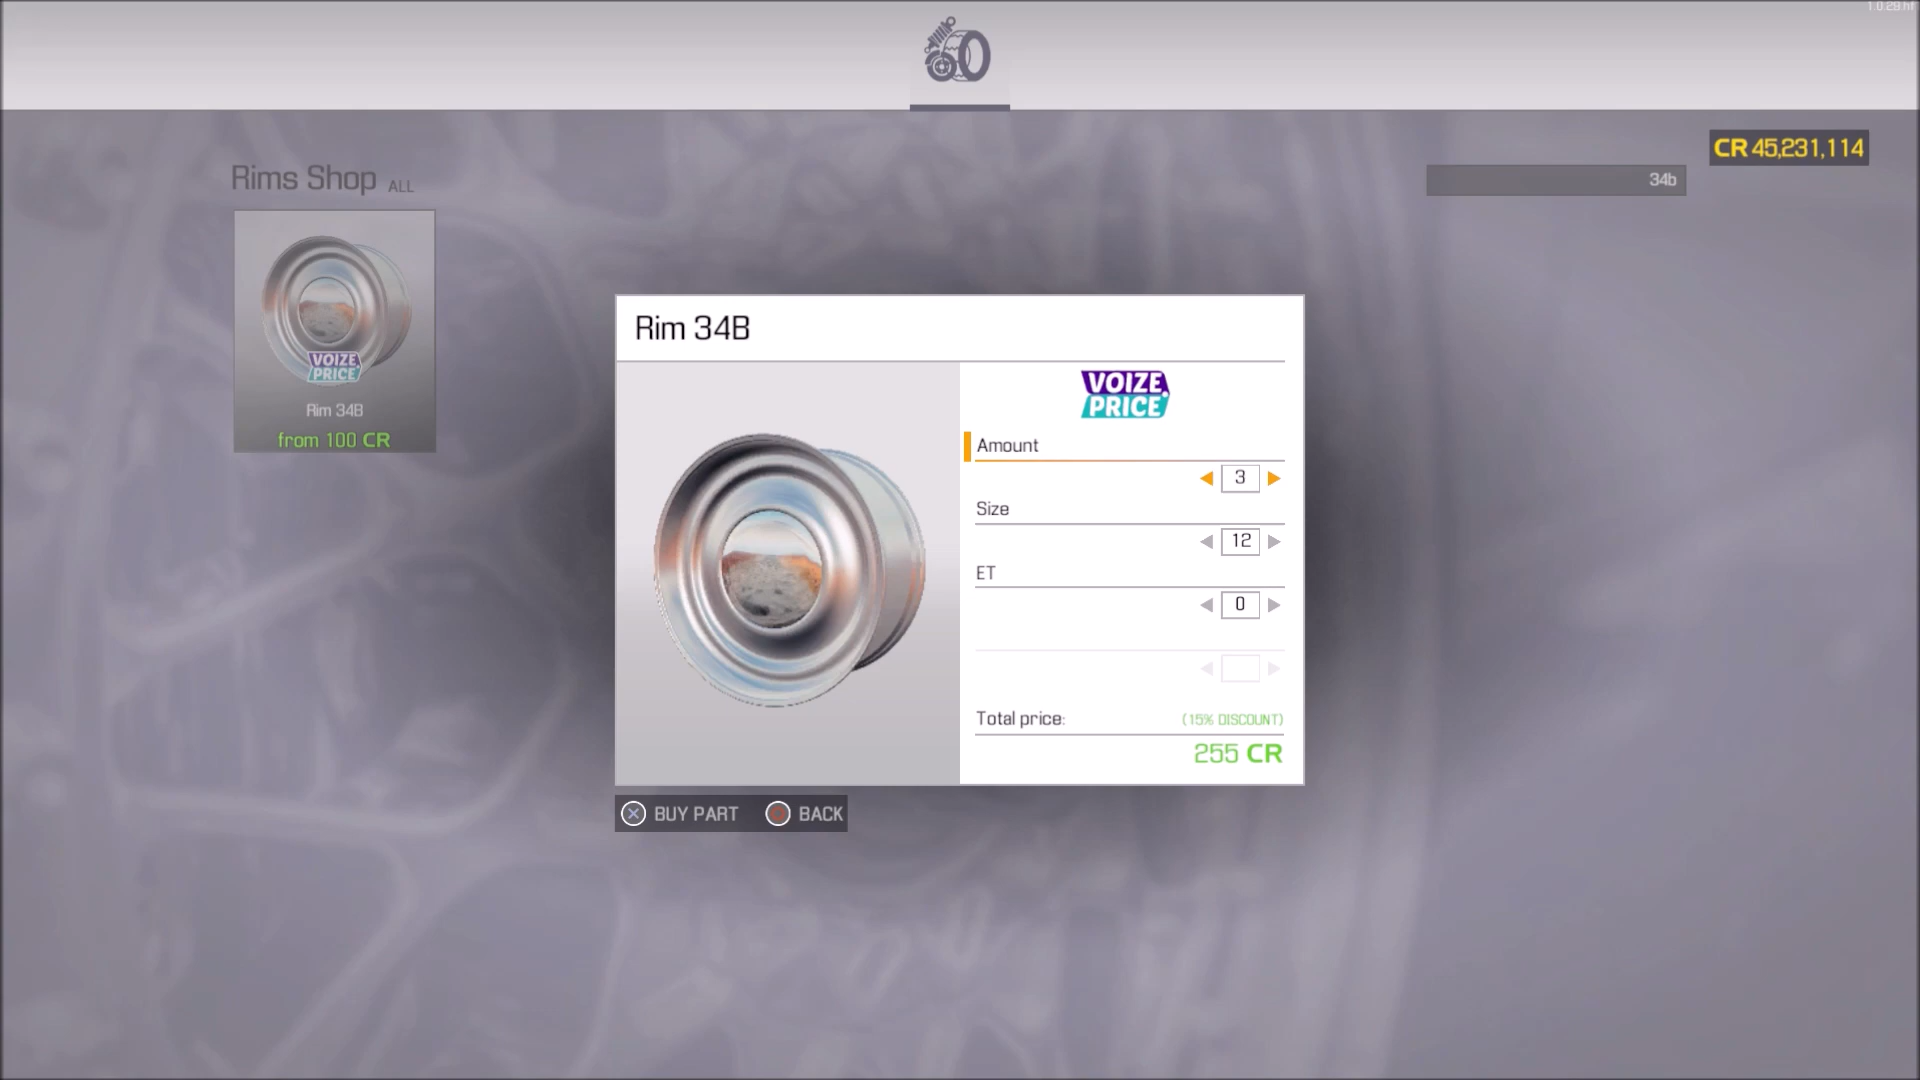 1.0.29.hf
CR 45,231,114
Rims Shop ALL
34b
VOIZE
PRICE
Rim 34B
from 100 CR
Rim 34B
VOIZE
PRICE
Amount
3
Size
12
ET
0
Total price: (15% DISCOUNT)
255 CR
BUY PART BACK